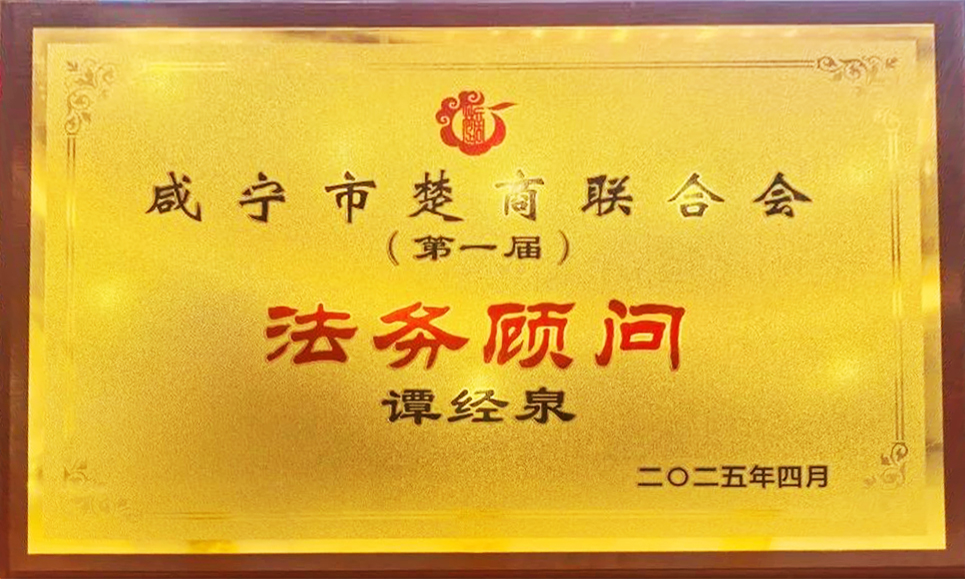 咸宁市楚商联合会
（第一届）
法务顾问
谭经泉
二〇二五年四月